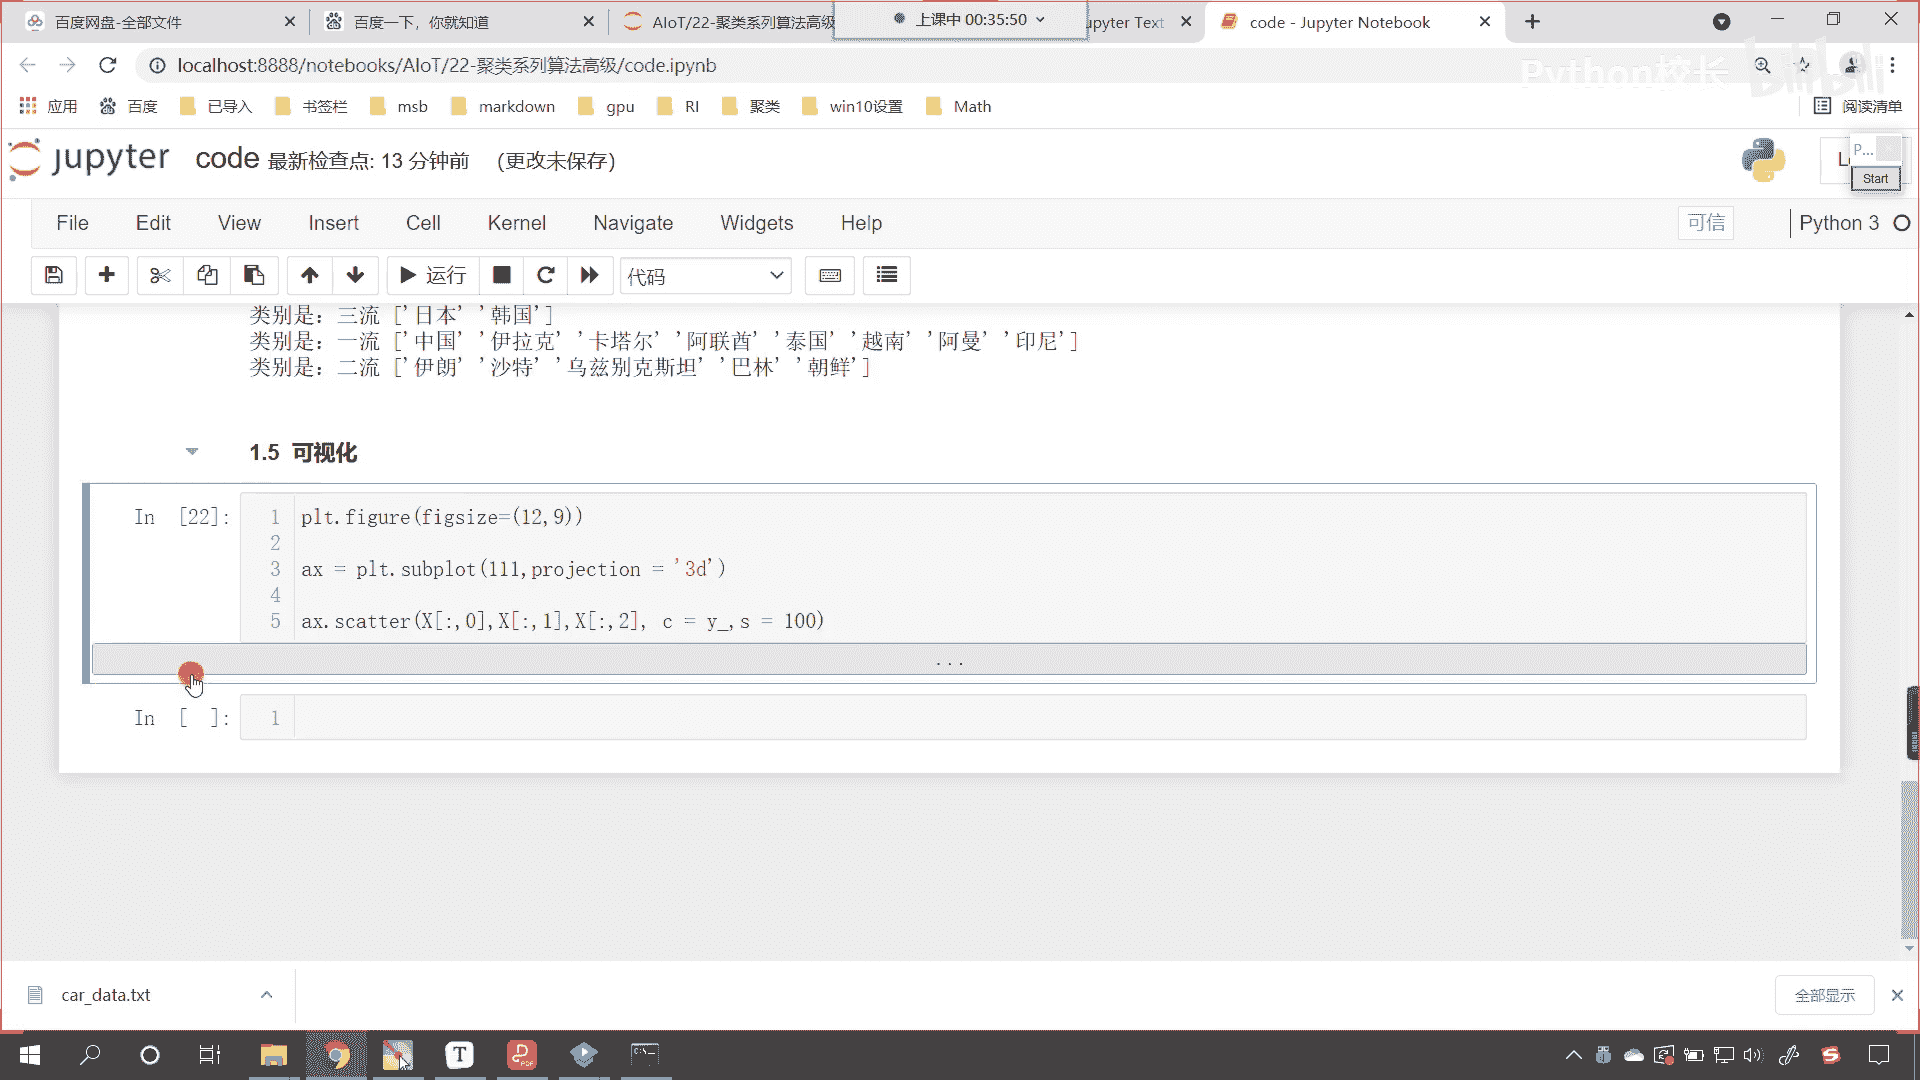 百度网盘-全部文件
百度一下，你就知道
AIoT/22-聚类系列算法高级
上课中 00:35:50
upyter Text
code - Jupyter Notebook
localhost:8888/notebooks/AIoT/22-聚类系列算法高级/code.ipynb
Python校长
bilibili
应用 百度 已导入 书签栏 msb markdown gpu RI 聚类 win10设置 Math 阅读清单
jupyter code 最新检查点: 13 分钟前 (更改未保存)
P...
Start
File Edit View Insert Cell Kernel Navigate Widgets Help 可信 Python 3
运行 代码
类别是：三流 ['日本' '韩国']
类别是：一流 ['中国' '伊拉克' '卡塔尔' '阿联酋' '泰国' '越南' '阿曼' '印尼']
类别是：二流 ['伊朗' '沙特' '乌兹别克斯坦' '巴林' '朝鲜']
1.5 可视化
In [22]:
1 plt.figure(figsize=(12,9))
2
3 ax = plt.subplot(111,projection = '3d')
4
5 ax.scatter(X[:,0],X[:,1],X[:,2], c = y_,s = 100)
...
In [ ]: 1
car_data.txt
全部显示